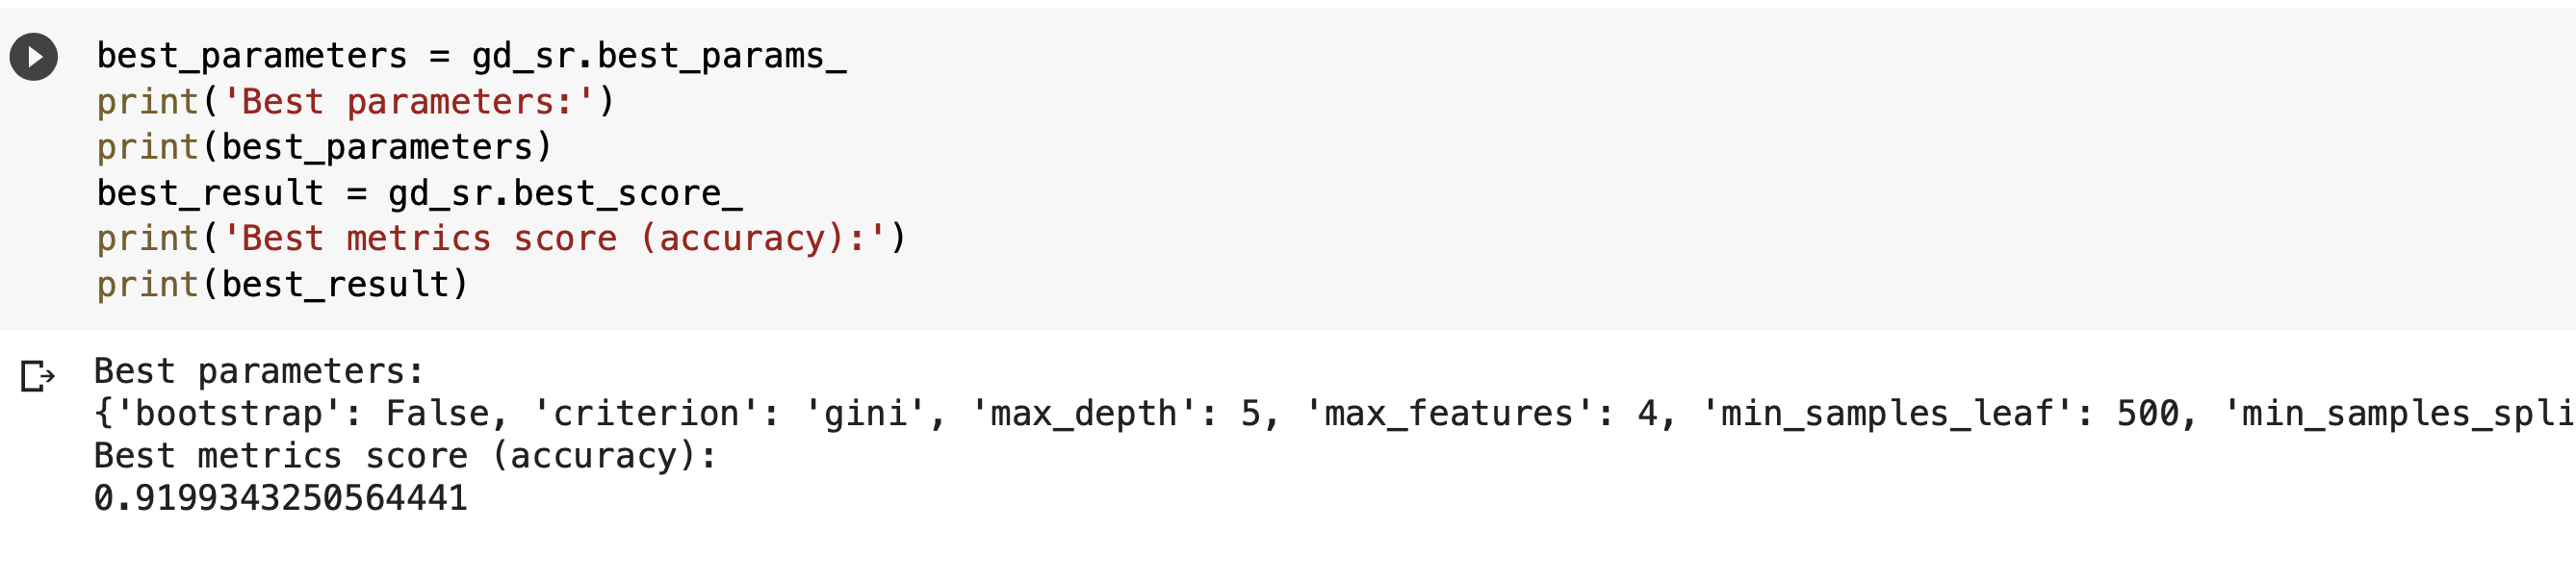 best_parameters = gd_sr.best_params_
print('Best parameters:')
print(best_parameters)
best_result = gd_sr.best_score_
print('Best metrics score (accuracy):')
print(best_result)
Best parameters:
{'bootstrap': False, 'criterion': 'gini', 'max_depth': 5, 'max_features': 4, 'min_samples_leaf': 500, 'min_samples_spli
Best metrics score (accuracy):
0.9199343250564441